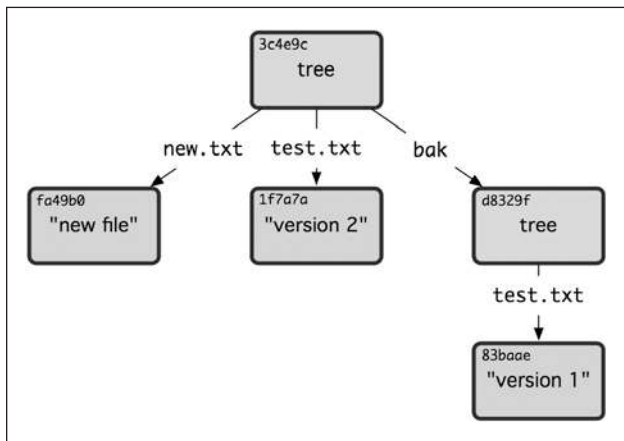 3c4e9c
tree
new.txt test.txt bak
fa49b0
"new file"
1f7a7a
"version 2"
d8329f
tree
test.txt
83baae
"version 1"